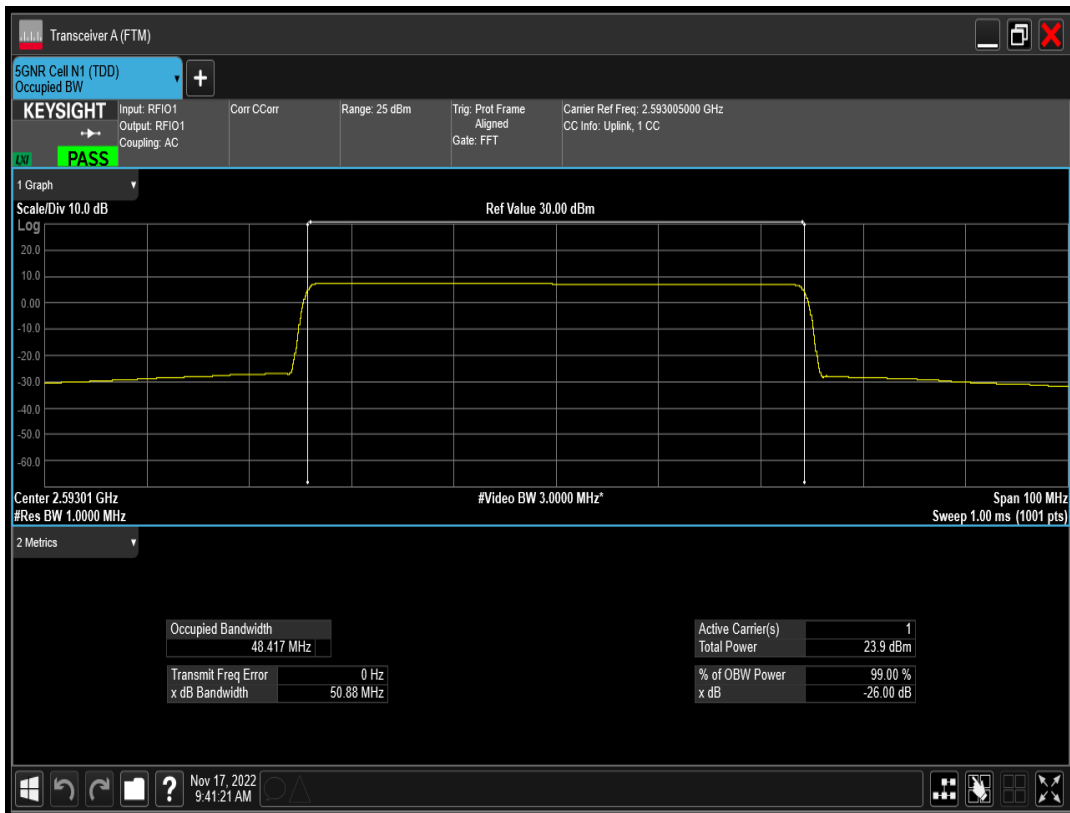 Transceiver A (FTM)
5GNR Cell N1 (TDD)
Occupied BW
+
KEYSIGHT
LXI
PASS
Input: RFIO1
Output: RFIO1
Coupling: AC
Corr CCorr
Range: 25 dBm
Trig: Prot Frame
Aligned
Gate: FFT
Carrier Ref Freq: 2.593005000 GHz
CC Info: Uplink, 1 CC
1 Graph
Scale/Div 10.0 dB
Ref Value 30.00 dBm
Log
20.0
10.0
0.00
-10.0
-20.0
-30.0
-40.0
-50.0
-60.0
Center 2.59301 GHz
#Video BW 3.0000 MHz*
Span 100 MHz
#Res BW 1.0000 MHz
Sweep 1.00 ms (1001 pts)
2 Metrics
Occupied Bandwidth
48.417 MHz
Transmit Freq Error 0 Hz
x dB Bandwidth 50.88 MHz
Active Carrier(s) 1
Total Power 23.9 dBm
% of OBW Power 99.00 %
x dB -26.00 dB
?
Nov 17, 2022
9:41:21 AM